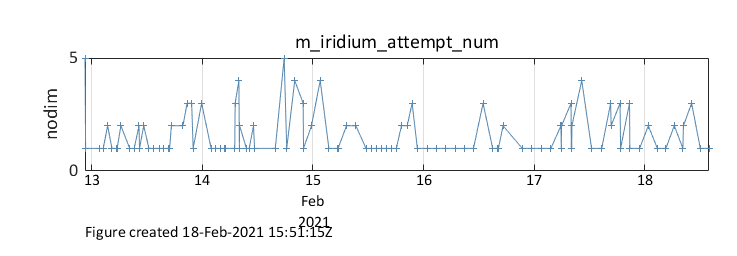 m_iridium_attempt_num
5
nodim
0
13 14 15 16 17 18
Feb
2021
Figure created 18-Feb-2021 15:51:15Z